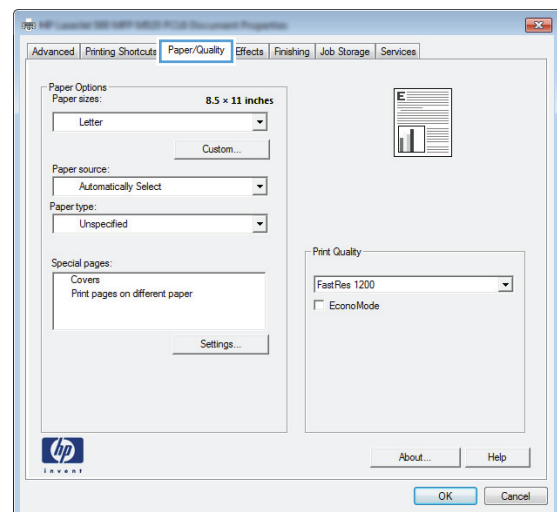 Advanced Printing Shortcuts Paper/Quality Effects Finishing Job Storage Services
Paper Options
Paper sizes: 8.5 × 11 inches
Letter
Custom...
Paper source:
Automatically Select
Paper type:
Unspecified
Special pages:
Covers
Print pages on different paper
Settings...
E
Print Quality
FastRes 1200
EconoMode
hp
invent
About... Help
OK Cancel